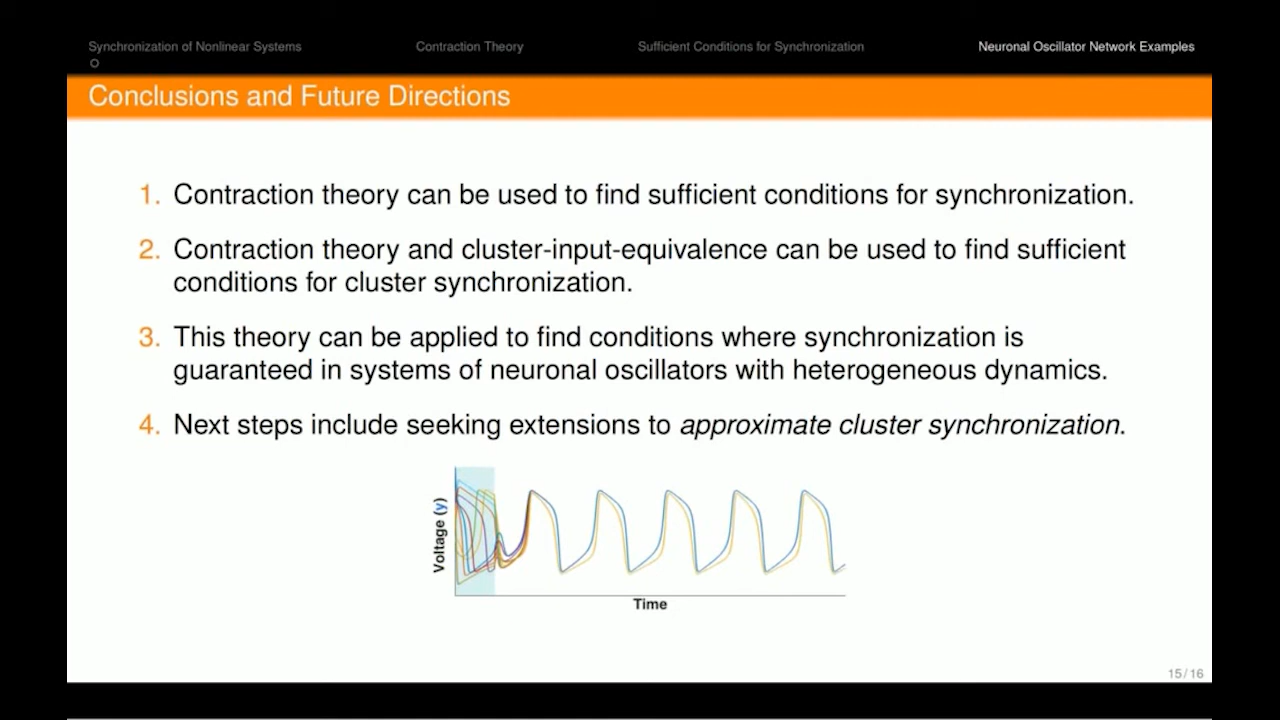 Synchronization of Nonlinear Systems
Contraction Theory
Sufficient Conditions for Synchronization
Neuronal Oscillator Network Examples
Conclusions and Future Directions
1. Contraction theory can be used to find sufficient conditions for synchronization.
2. Contraction theory and cluster-input-equivalence can be used to find sufficient
conditions for cluster synchronization.
3. This theory can be applied to find conditions where synchronization is
guaranteed in systems of neuronal oscillators with heterogeneous dynamics.
4. Next steps include seeking extensions to approximate cluster synchronization.
Voltage (y)
Time
15/16